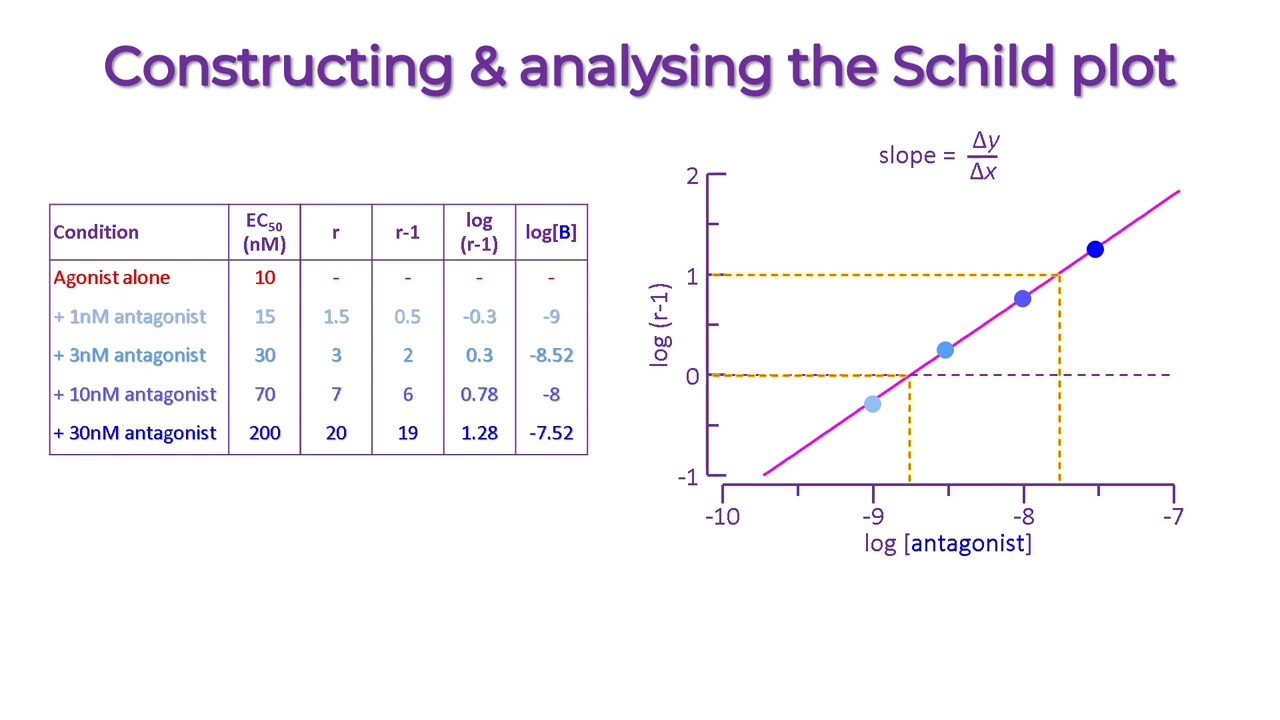 Constructing & analysing the Schild plot
Condition EC50 (nM) r r-1 log (r-1) log[B]
Agonist alone 10 - - - -
+ 1nM antagonist 15 1.5 0.5 -0.3 -9
+ 3nM antagonist 30 3 2 0.3 -8.52
+ 10nM antagonist 70 7 6 0.78 -8
+ 30nM antagonist 200 20 19 1.28 -7.52
slope = Δy
Δx
2
1
0
-1
log (r-1)
-10 -9 -8 -7
log [antagonist]